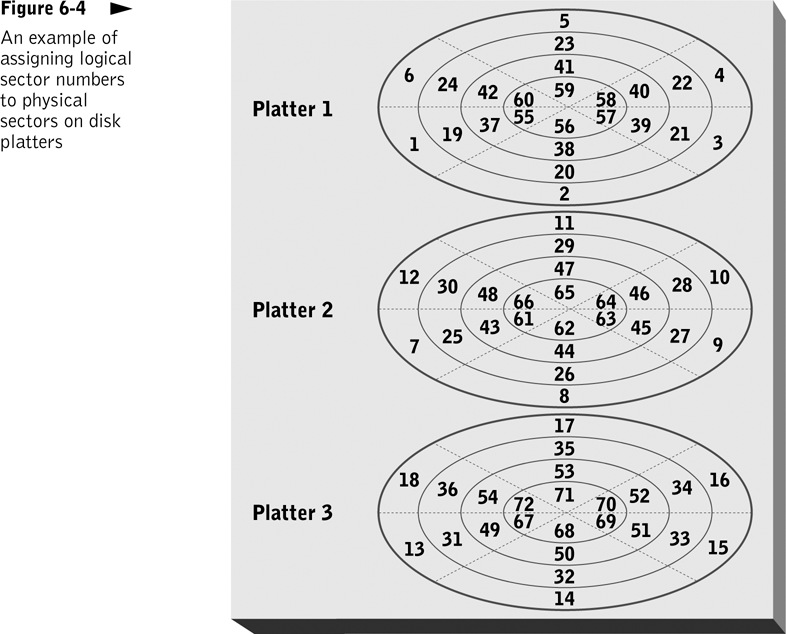 Figure 6-4 ►
An example of
assigning logical
sector numbers
to physical
sectors on disk
platters
Platter 1
5
23
41
59
6 24 42 60 58 40 22 4
1 19 37 55 57 39 21 3
56
38
20
2
Platter 2
11
29
47
65
12 30 48 66 64 46 28 10
7 25 43 61 63 45 27 9
62
44
26
8
Platter 3
17
35
53
71
18 36 54 72 70 52 34 16
13 31 49 67 69 51 33 15
68
50
32
14